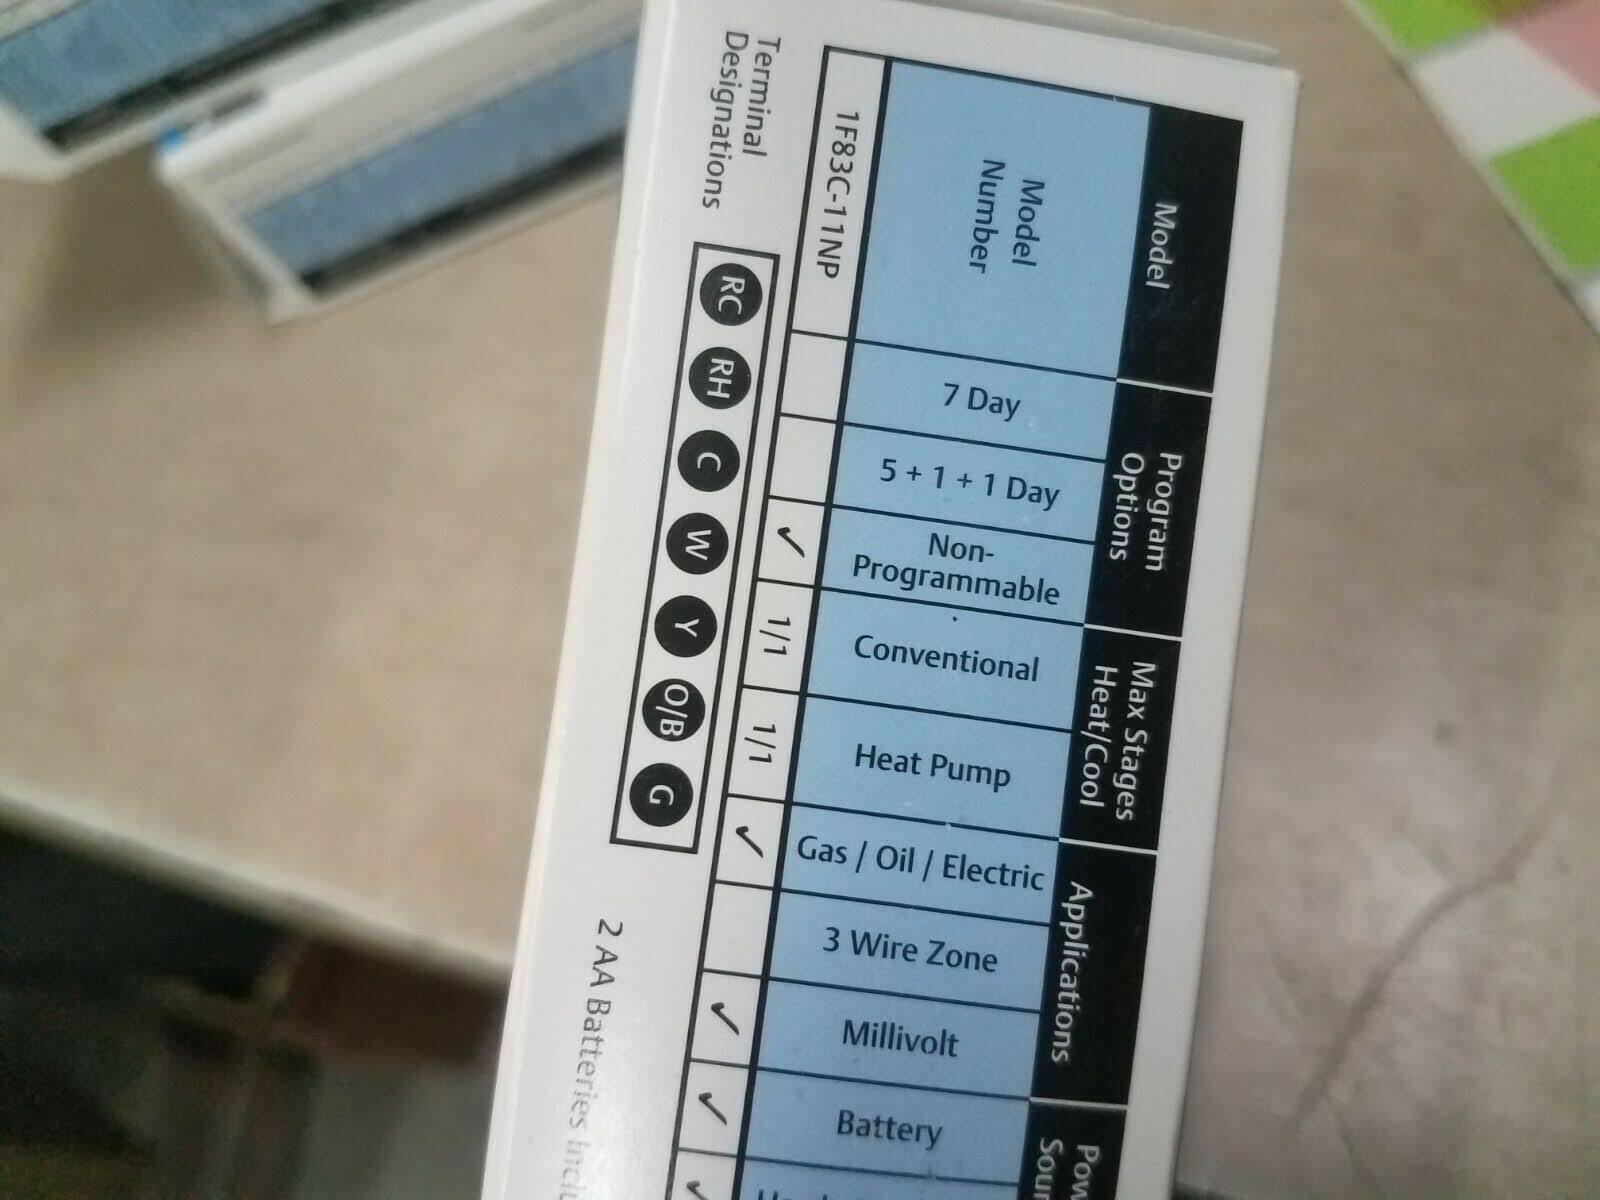 Model
Program
Options
Max Stages
Heat/Cool
Applications
Model
Number
7 Day
5 + 1 + 1 Day
Non-
Programmable
Conventional
Heat Pump
Gas / Oil / Electric
3 Wire Zone
Millivolt
Battery
1F83C-11NP
✓
1/1
1/1
✓
✓
✓
✓
Terminal
Designations
RC RH C W Y O/B G
2 AA Batteries